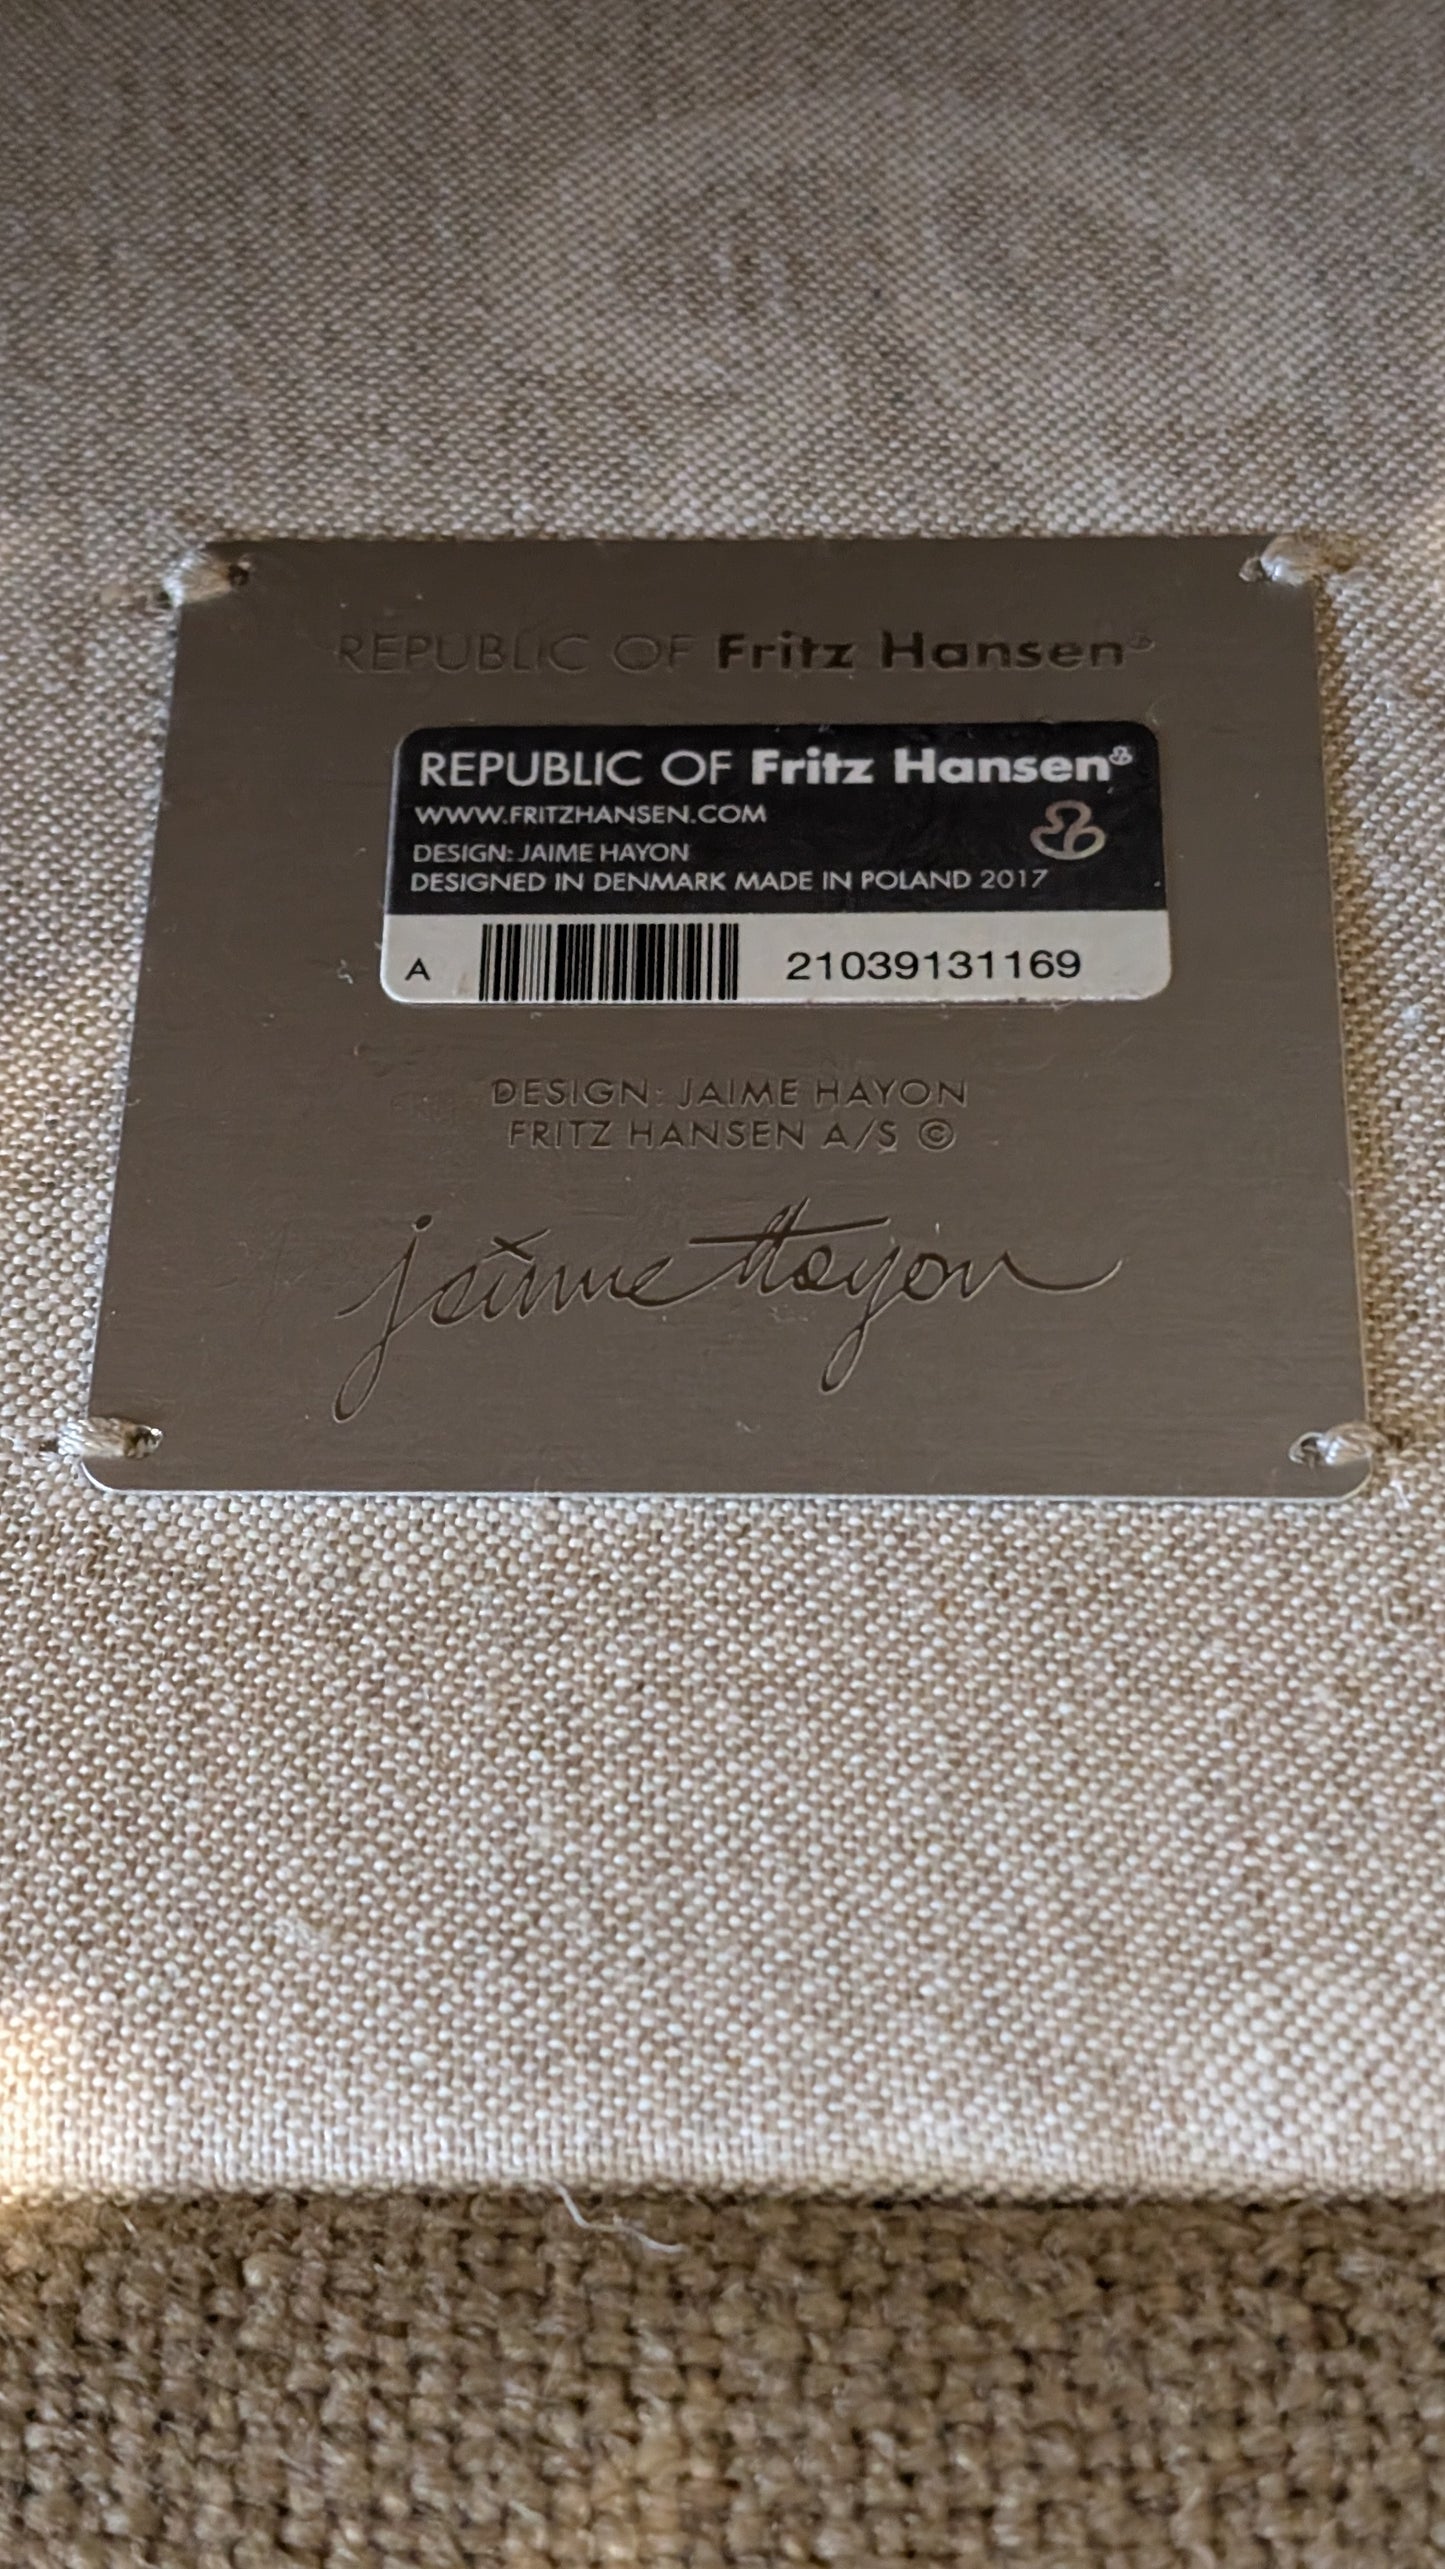 REPUBLIC OF Fritz Hansen®
REPUBLIC OF Fritz Hansen
WWW.FRITZHANSEN.COM
DESIGN: JAIME HAYON
DESIGNED IN DENMARK MADE IN POLAND 2017
A 21039131169
DESIGN: JAIME HAYON
FRITZ HANSEN A/S ©
jaime Hayon